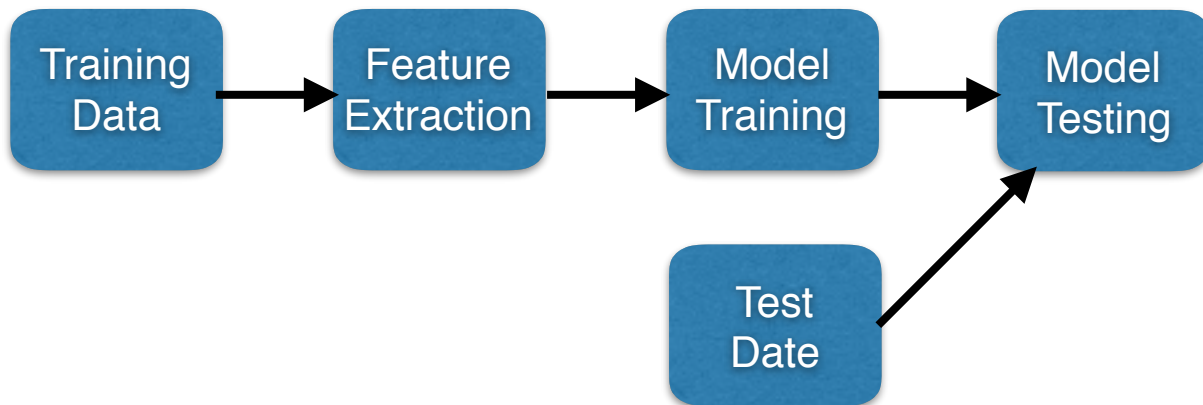 Training
Data
Feature
Extraction
Model
Training
Model
Testing
Test
Date